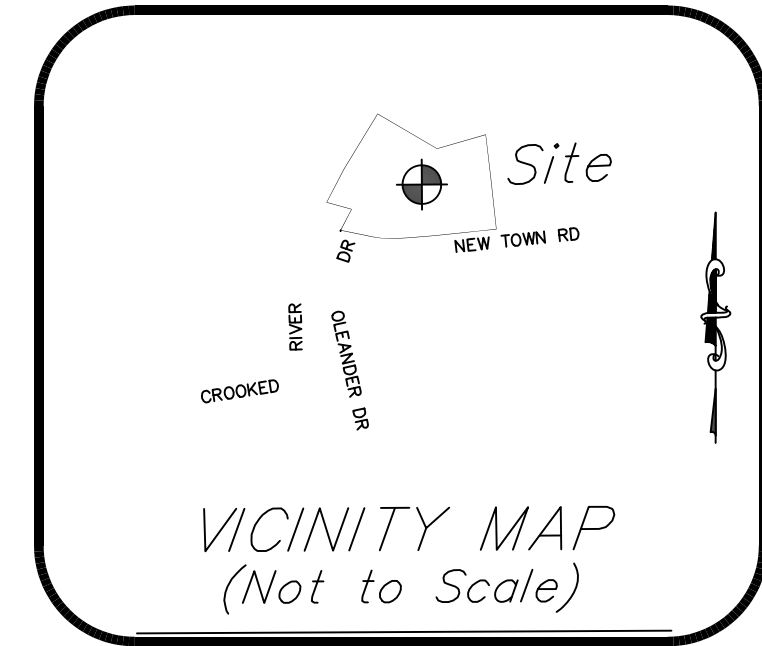 Site
NEW TOWN RD
CROOKED RIVER DR
OLEANDER DR
VICINITY MAP
(Not to Scale)